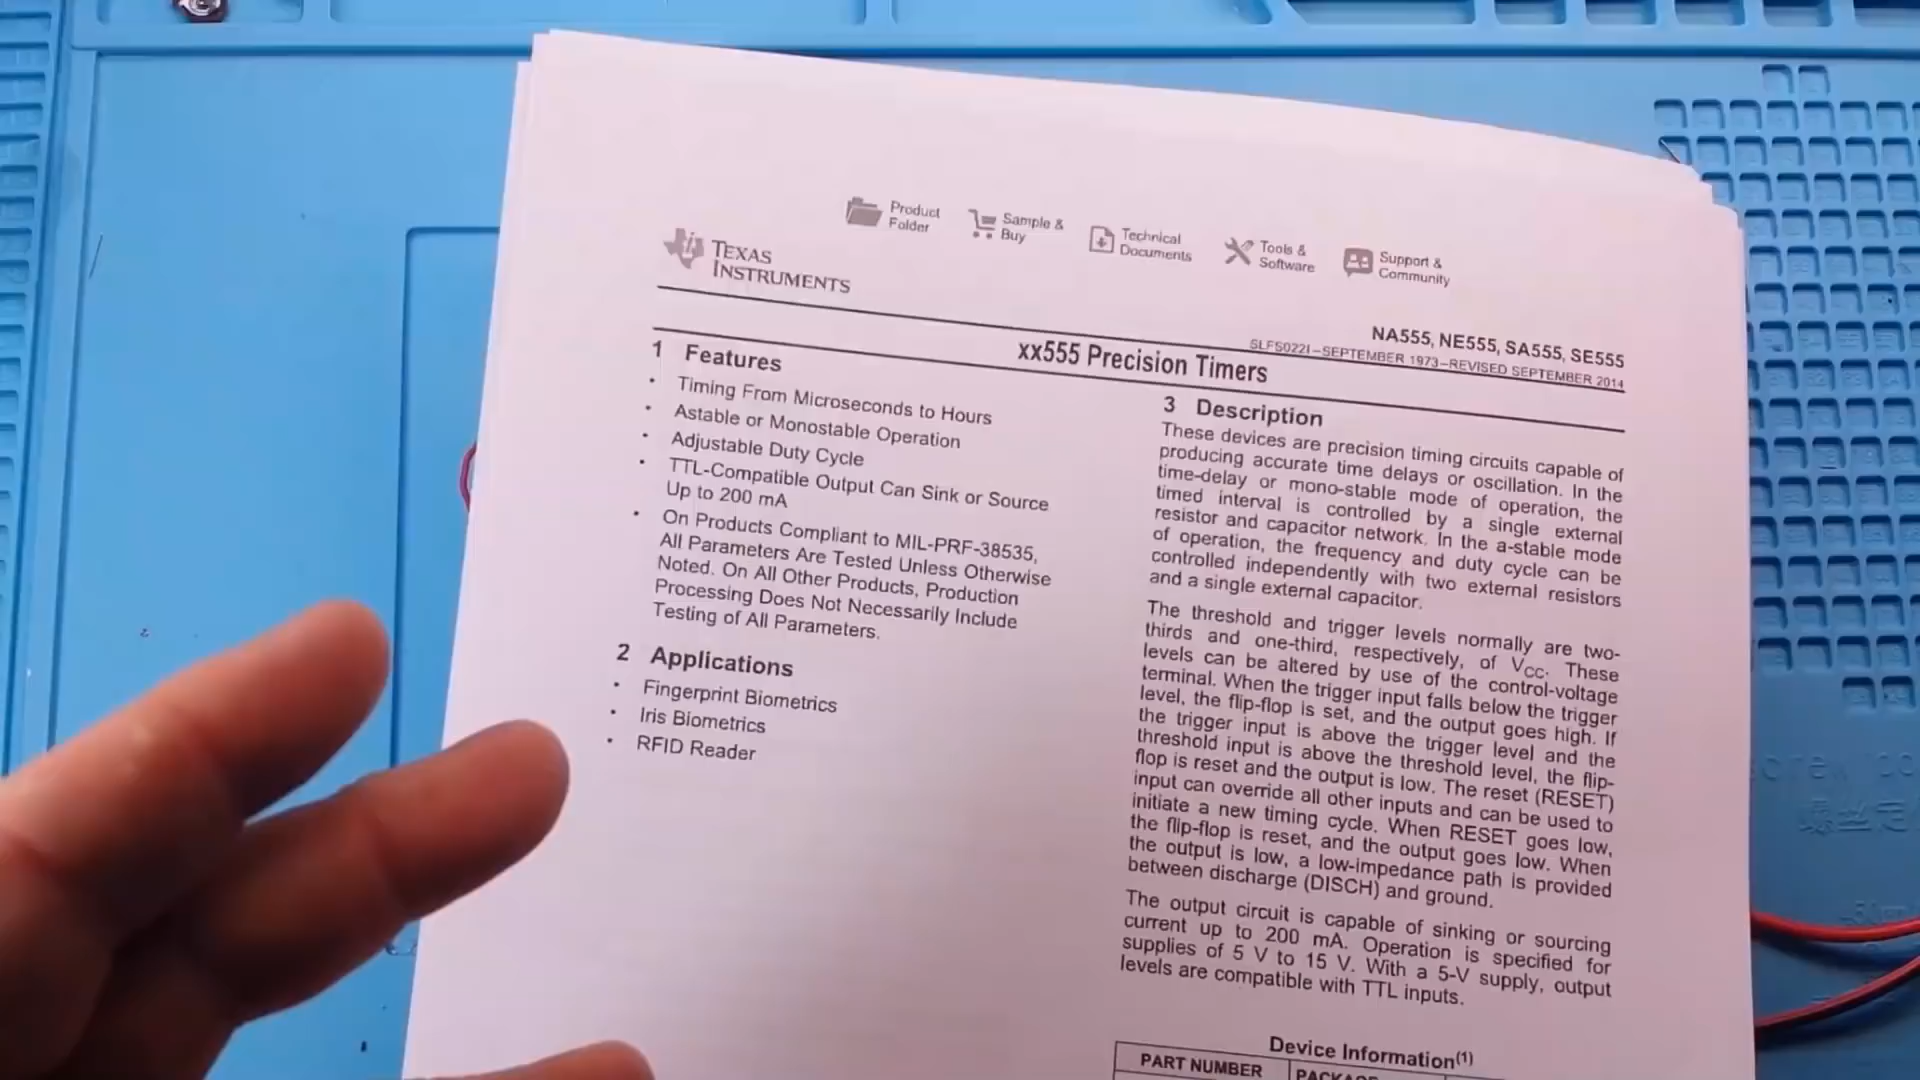 Product
Folder
Sample &
Buy
Technical
Documents
Tools &
Software
Support &
Community
TEXAS
INSTRUMENTS
NA555, NE555, SA555, SE555
SLFS022I–SEPTEMBER 1973–REVISED SEPTEMBER 2014
xx555 Precision Timers
1 Features
• Timing From Microseconds to Hours
• Astable or Monostable Operation
• Adjustable Duty Cycle
• TTL-Compatible Output Can Sink or Source
Up to 200 mA
• On Products Compliant to MIL-PRF-38535,
All Parameters Are Tested Unless Otherwise
Noted. On All Other Products, Production
Processing Does Not Necessarily Include
Testing of All Parameters.
2 Applications
• Fingerprint Biometrics
• Iris Biometrics
• RFID Reader
3 Description
These devices are precision timing circuits capable of
producing accurate time delays or oscillation. In the
time-delay or mono-stable mode of operation, the
timed interval is controlled by a single external
resistor and capacitor network. In the a-stable mode
of operation, the frequency and duty cycle can be
controlled independently with two external resistors
and a single external capacitor.
The threshold and trigger levels normally are two-
thirds and one-third, respectively, of VCC. These
levels can be altered by use of the control-voltage
terminal. When the trigger input falls below the trigger
level, the flip-flop is set, and the output goes high. If
the trigger input is above the trigger level and the
threshold input is above the threshold level, the flip-
flop is reset and the output is low. The reset (RESET)
input can override all other inputs and can be used to
initiate a new timing cycle. When RESET goes low,
the flip-flop is reset, and the output goes low. When
the output is low, a low-impedance path is provided
between discharge (DISCH) and ground.
The output circuit is capable of sinking or sourcing
current up to 200 mA. Operation is specified for
supplies of 5 V to 15 V. With a 5-V supply, output
levels are compatible with TTL inputs.
Device Information(1)
PART NUMBER